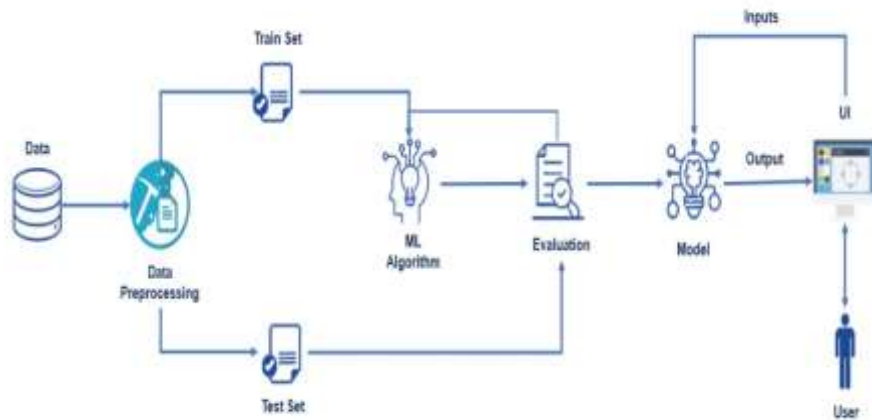 Inputs
Train Set
UI
Data
Output
ML
Algorithm
Evaluation
Model
Data
Preprocessing
Test Set
User